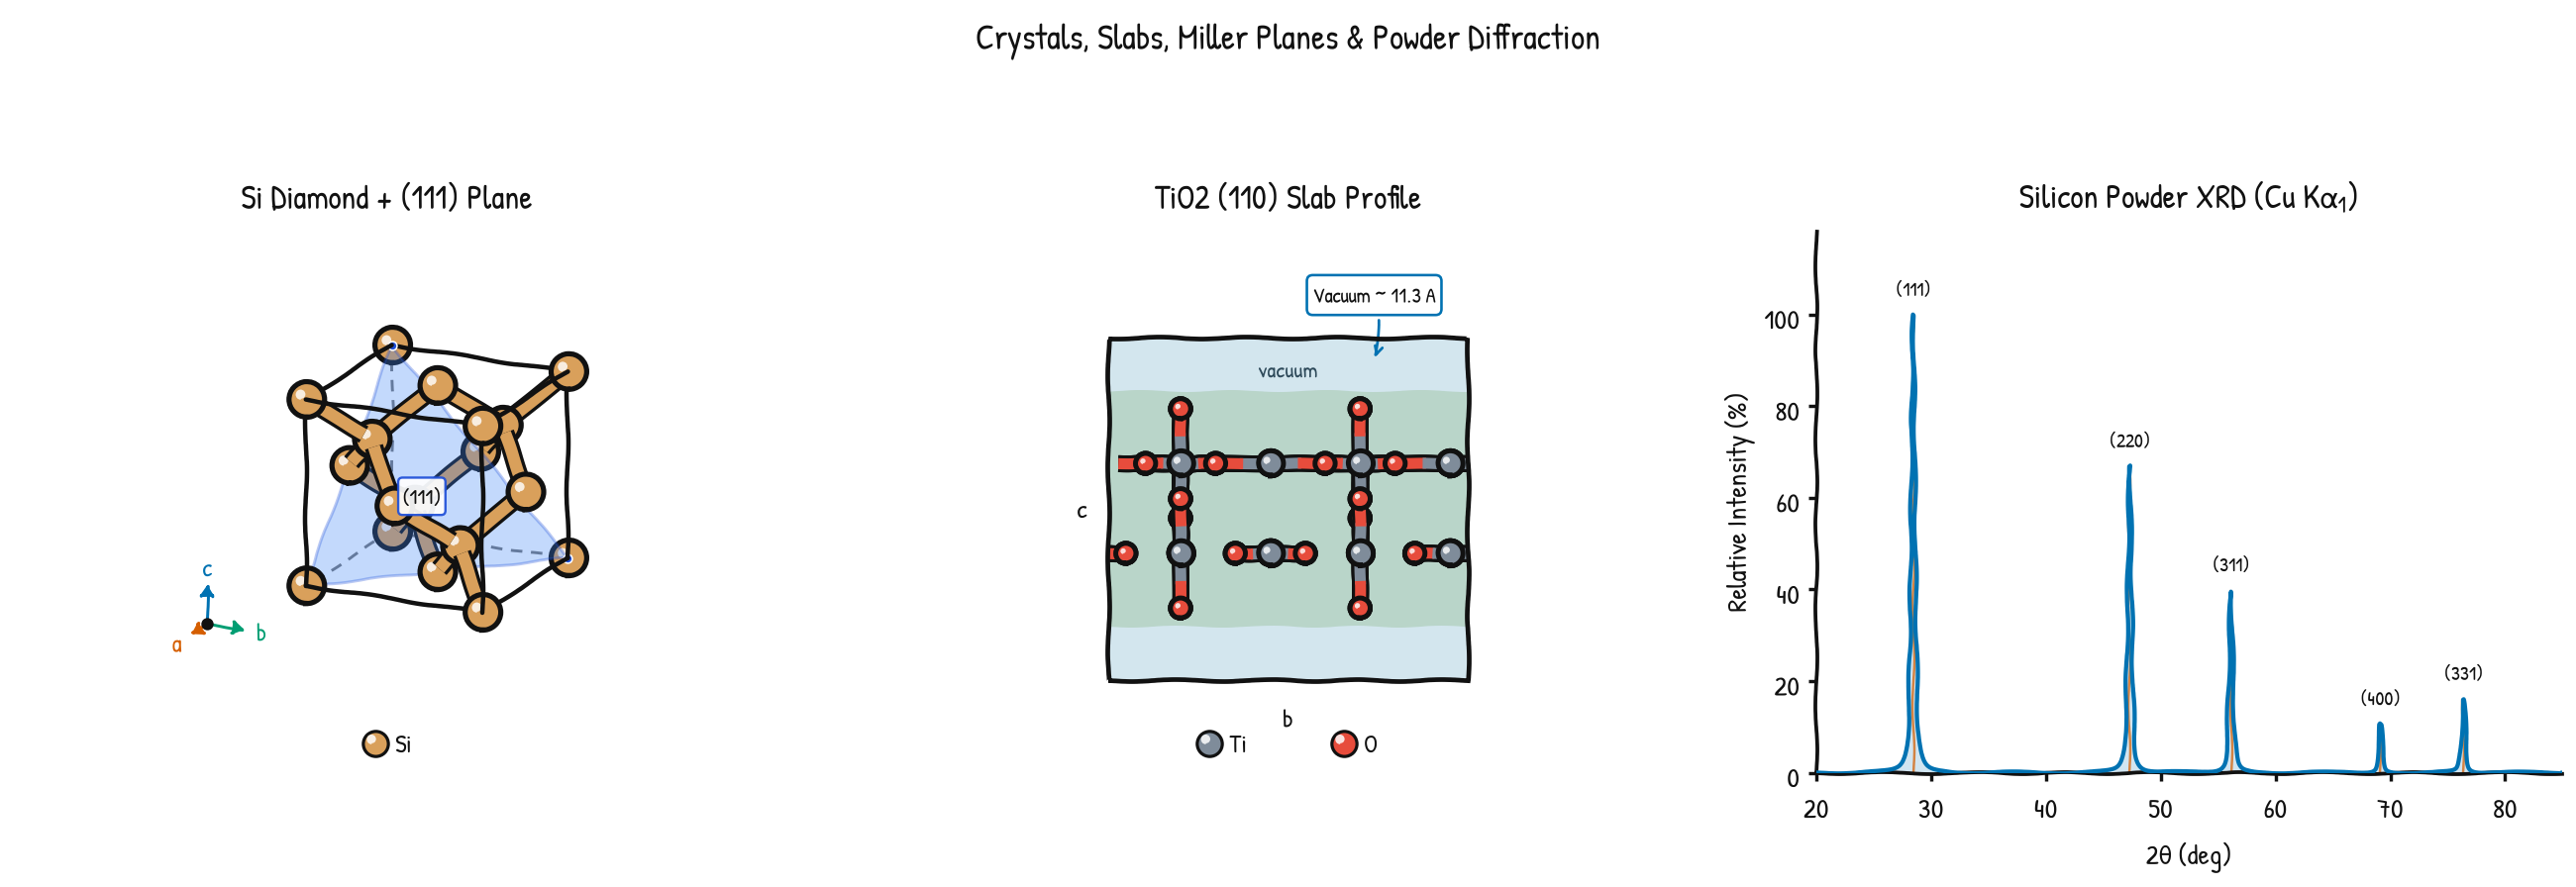 Crystals, Slabs, Miller Planes & Powder Diffraction
Si Diamond + (111) Plane
(111)
c
a
b
Si
TiO2 (110) Slab Profile
Vacuum ~ 11.3 A
vacuum
c
b
Ti
O
Silicon Powder XRD (Cu Kα₁)
Relative Intensity (%)
100
80
60
40
20
0
(111)
(220)
(311)
(400)
(331)
20 30 40 50 60 70 80
2θ (deg)